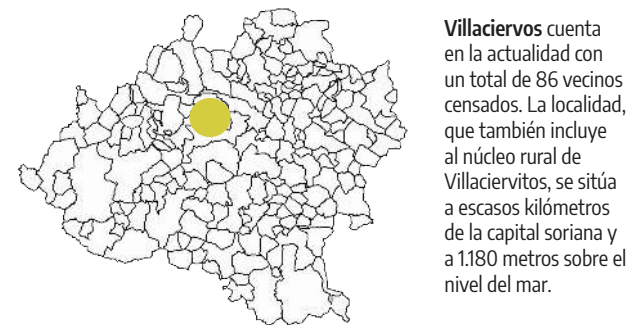 Villaciervos cuenta
en la actualidad con
un total de 86 vecinos
censados. La localidad,
que también incluye
al núcleo rural de
Villaciervitos, se sitúa
a escasos kilómetros
de la capital soriana y
a 1.180 metros sobre el
nivel del mar.